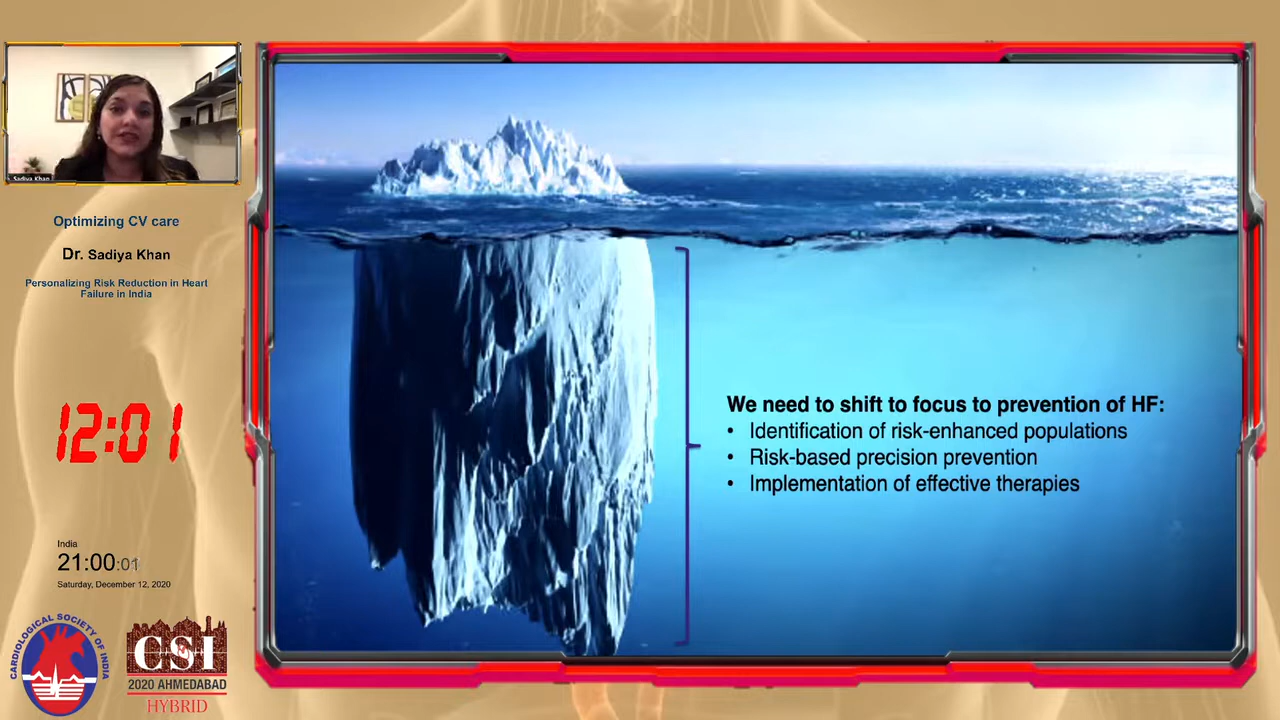 Sadiya Khan
Optimizing CV care
Dr. Sadiya Khan
Personalizing Risk Reduction in Heart
Failure in India
12:01
India
21:00:01
Saturday, December 12, 2020
CARDIOLOGICAL SOCIETY OF INDIA
CSI
2020 AHMEDABAD
HYBRID
We need to shift to focus to prevention of HF:
• Identification of risk-enhanced populations
• Risk-based precision prevention
• Implementation of effective therapies